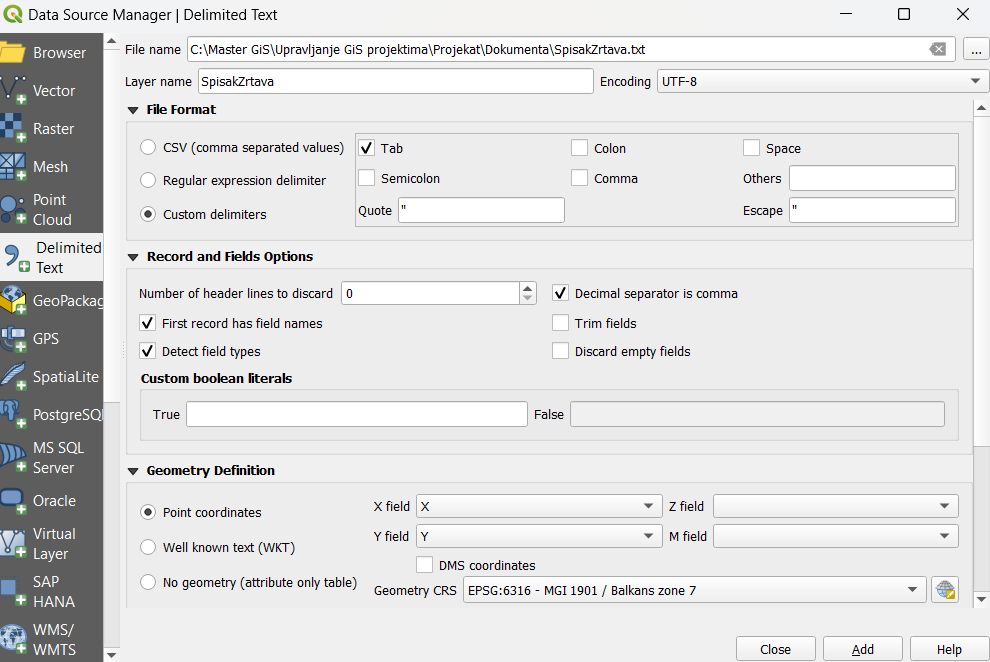 Data Source Manager | Delimited Text
Browser
Vector
Raster
Mesh
Point
Cloud
Delimited
Text
GeoPackag
GPS
SpatiaLite
PostgreSQ
MS SQL
Server
Oracle
Virtual
Layer
SAP
HANA
WMS/
WMTS
File name C:\Master GiS\Upravljanje GiS projektima\Projekat\Dokumenta\SpisakZrtava.txt ...
Layer name SpisakZrtava Encoding UTF-8
File Format
CSV (comma separated values) Tab Colon Space
Regular expression delimiter Semicolon Comma Others
Custom delimiters Quote " Escape "
Record and Fields Options
Number of header lines to discard 0 Decimal separator is comma
First record has field names Trim fields
Detect field types Discard empty fields
Custom boolean literals
True False
Geometry Definition
Point coordinates X field X Z field
Y field Y M field
Well known text (WKT)
DMS coordinates
No geometry (attribute only table)
Geometry CRS EPSG:6316 - MGI 1901 / Balkans zone 7
Close Add Help